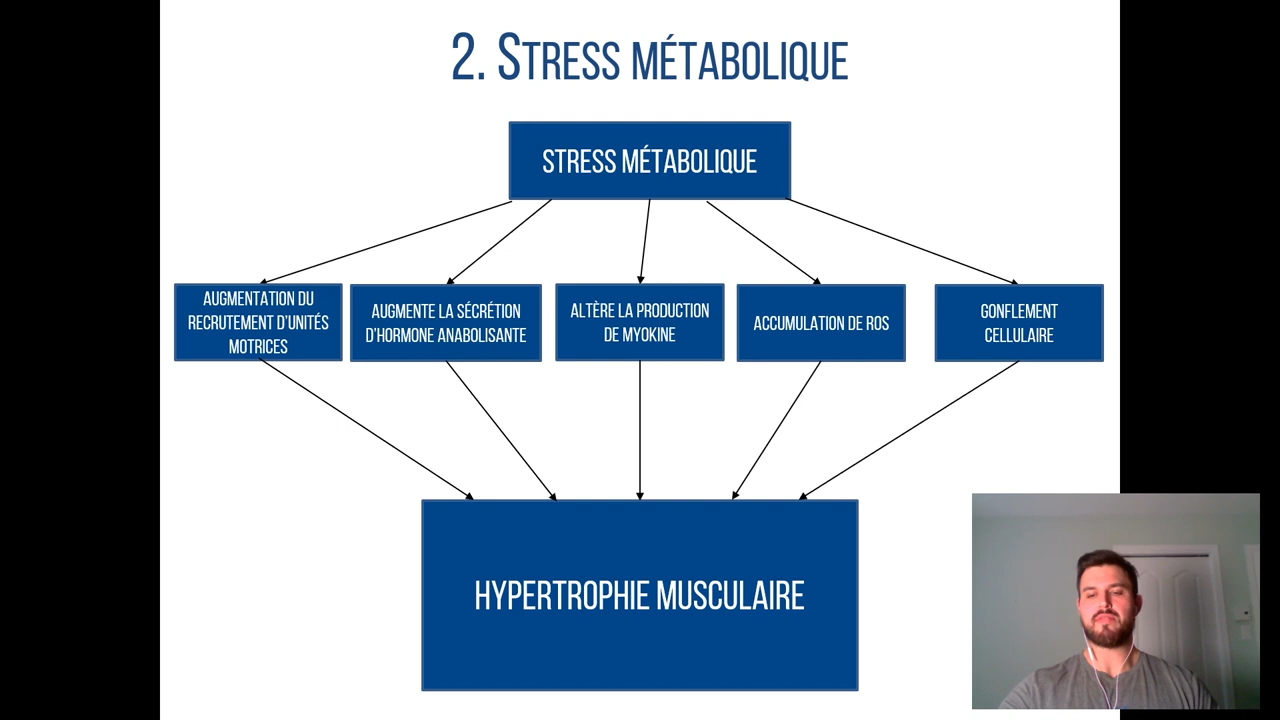 2. STRESS MÉTABOLIQUE
STRESS MÉTABOLIQUE
AUGMENTATION DU
RECRUTEMENT D'UNITÉS
MOTRICES
AUGMENTE LA SÉCRÉTION
D'HORMONE ANABOLISANTE
ALTÈRE LA PRODUCTION
DE MYOKINE
ACCUMULATION DE ROS
GONFLEMENT
CELLULAIRE
HYPERTROPHIE MUSCULAIRE